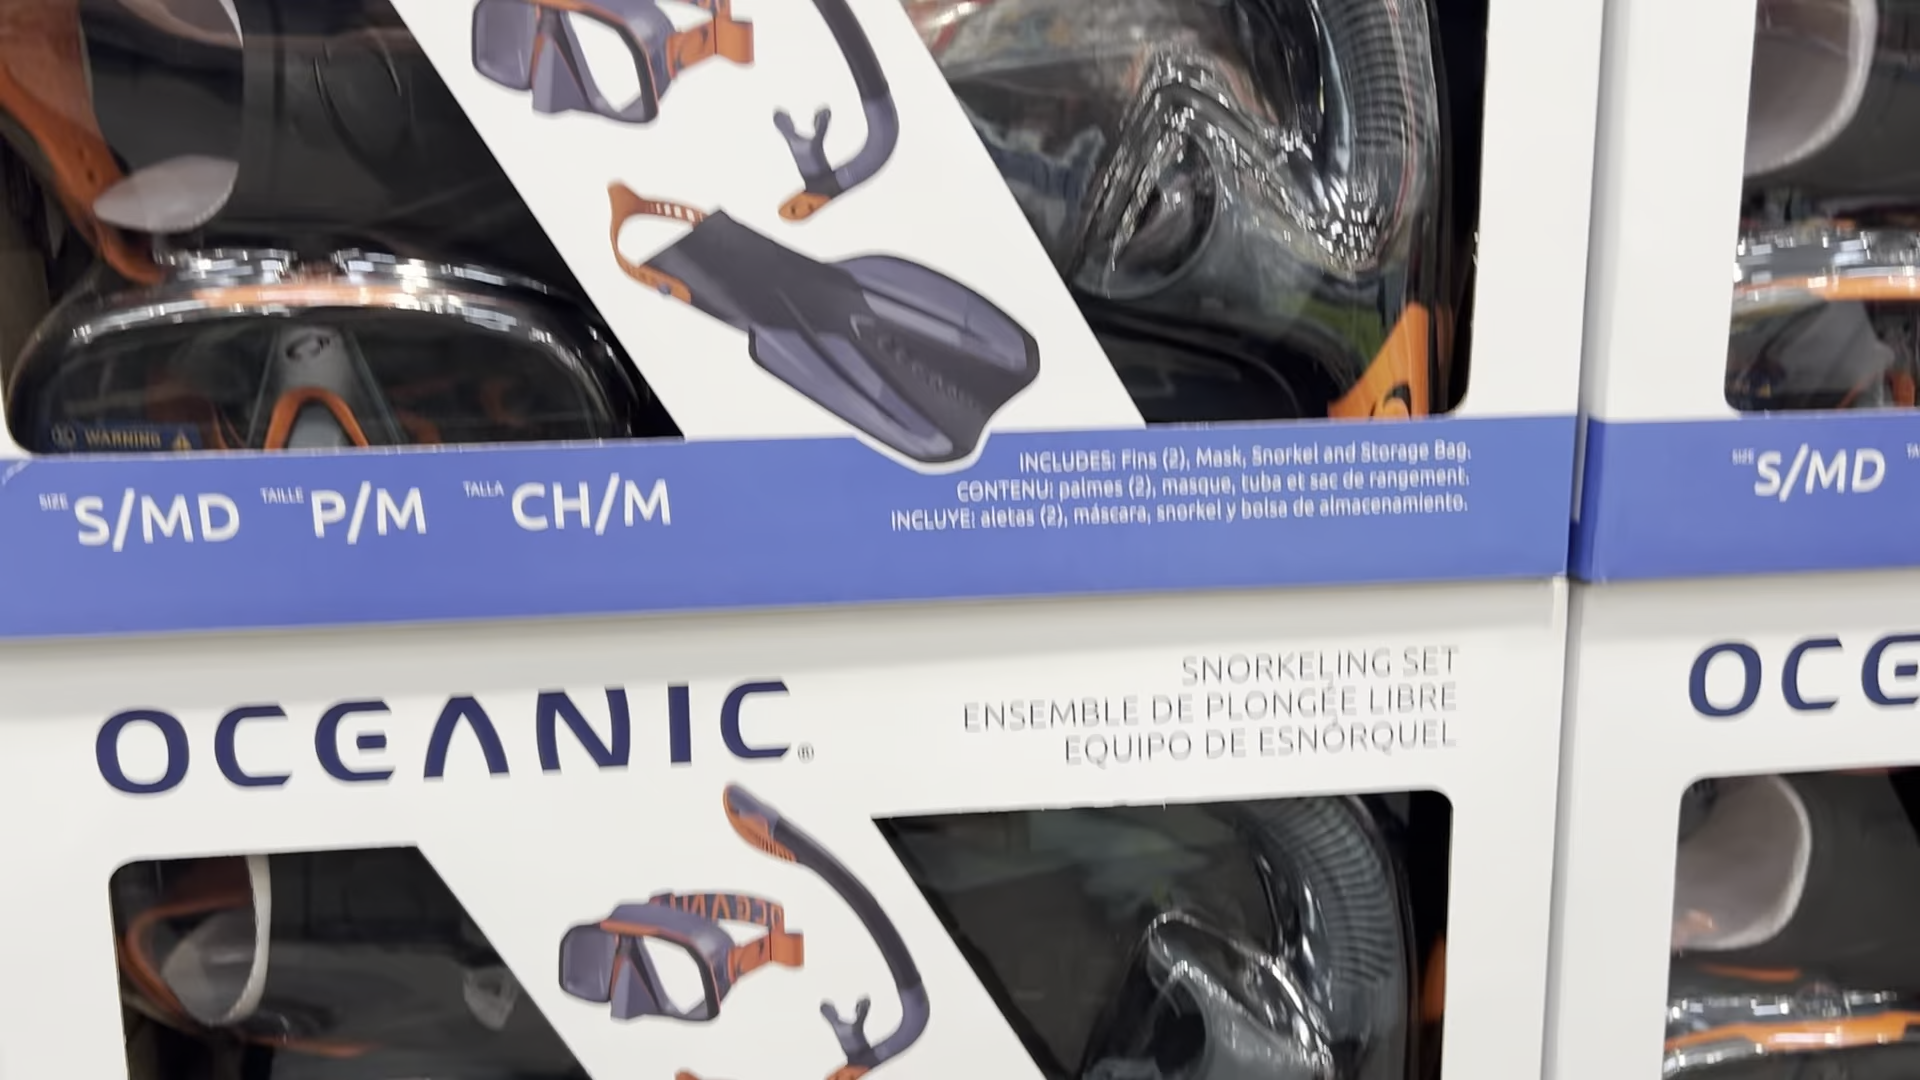 WARNING
SIZE S/MD TAILLE P/M TALLA CH/M
INCLUDES: Fins (2), Mask, Snorkel and Storage Bag.
CONTENU: palmes (2), masque, tuba et sac de rangement.
INCLUYE: aletas (2), máscara, snorkel y bolsa de almacenamiento.
SIZE S/MD
OCEANIC®
SNORKELING SET
ENSEMBLE DE PLONGÉE LIBRE
EQUIPO DE ESNÓRQUEL
OCE
OCEANIC